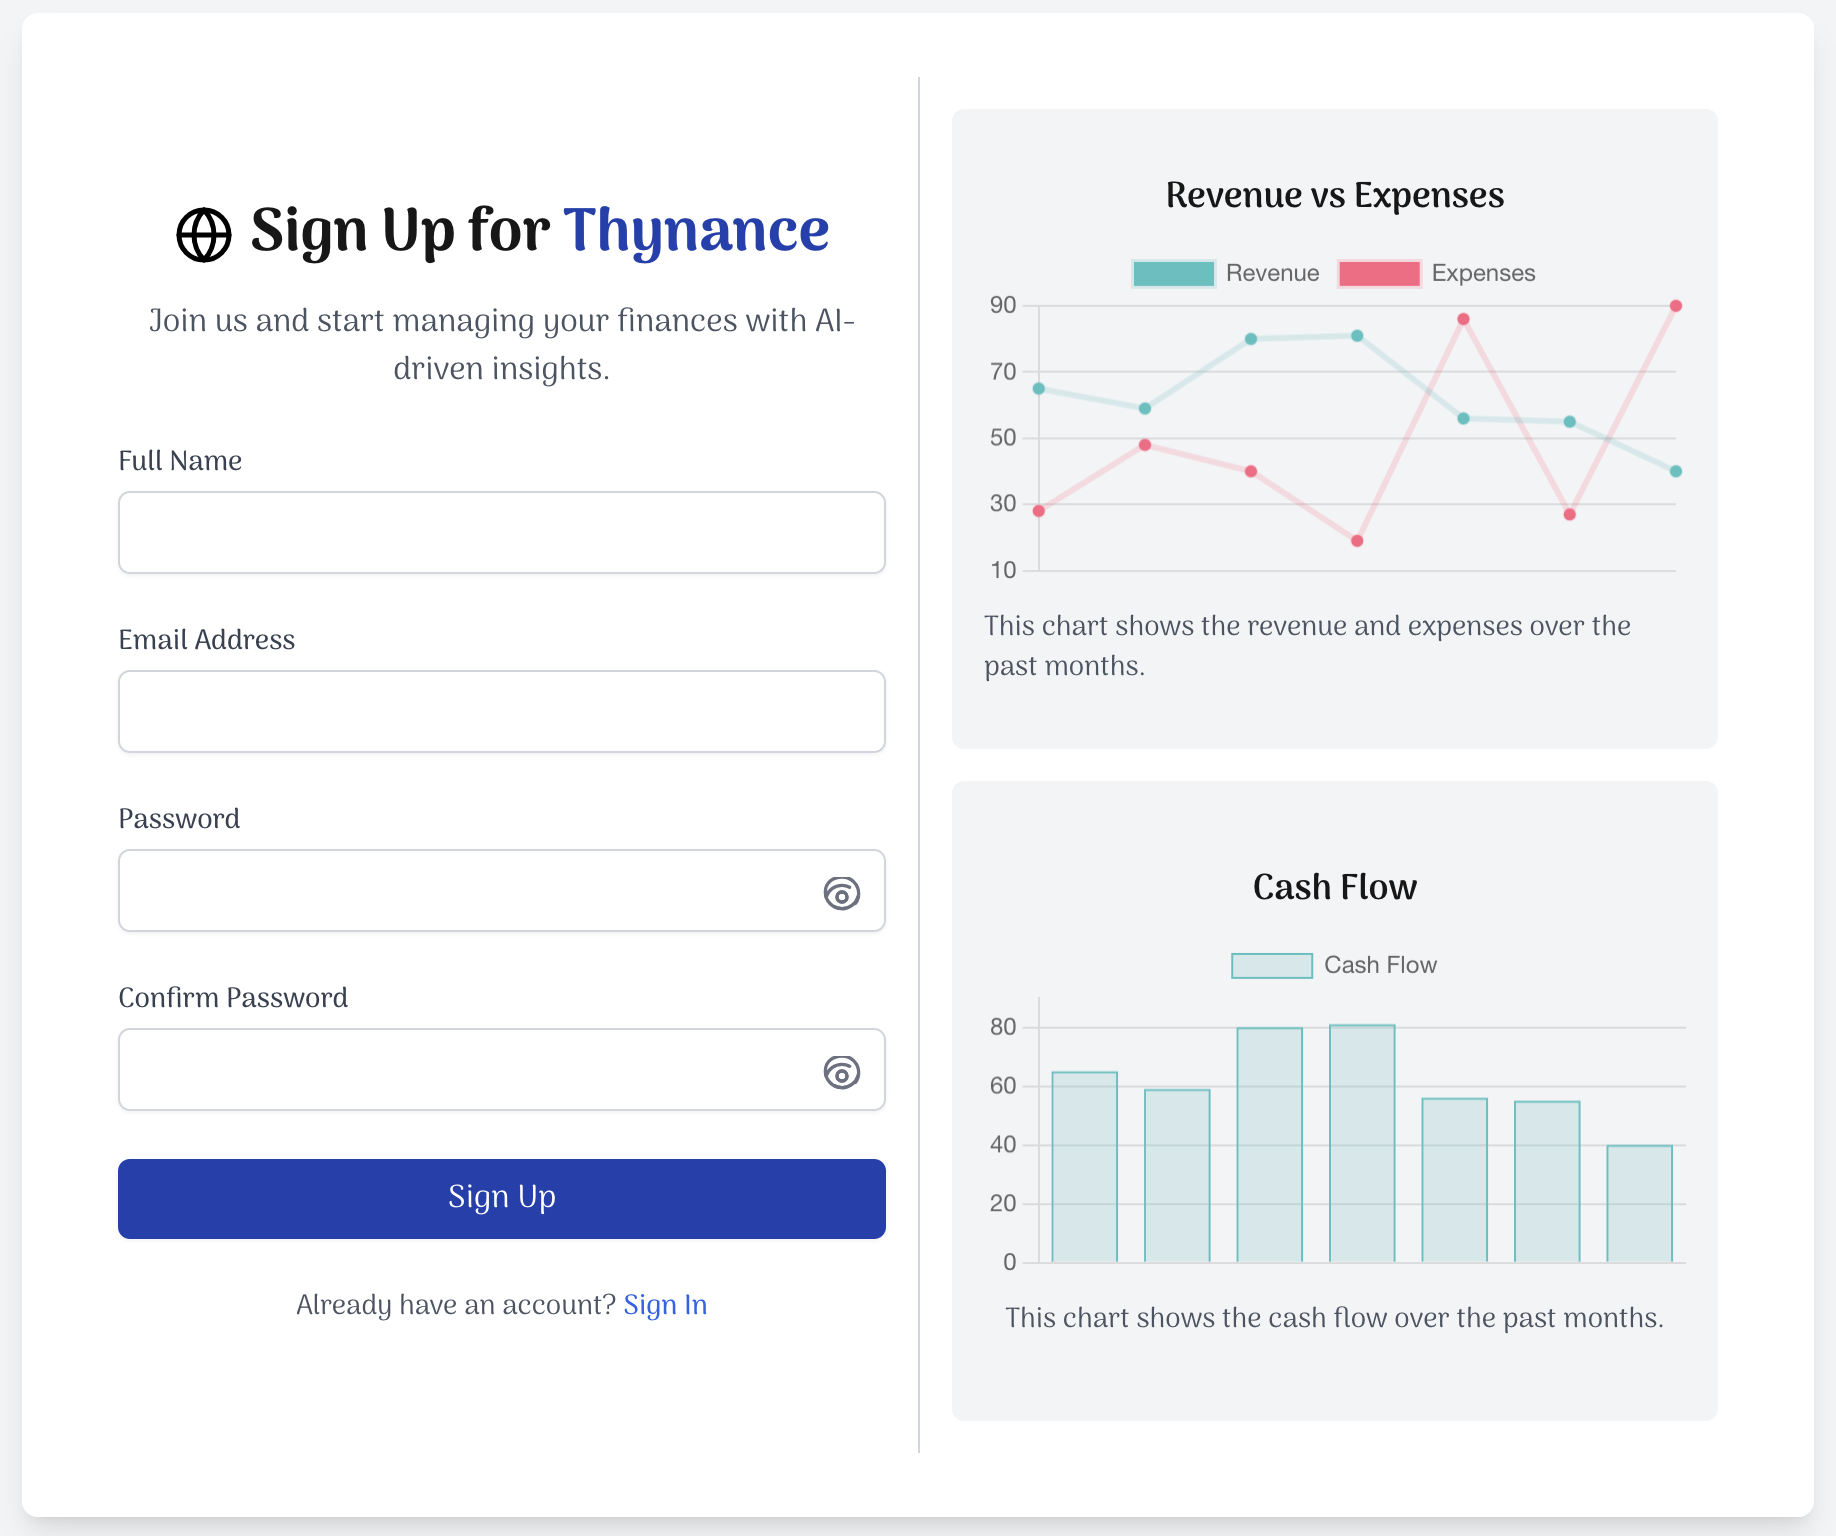 Sign Up for Thynance
Join us and start managing your finances with AI-
driven insights.
Full Name
Email Address
Password
Confirm Password
Sign Up
Already have an account? Sign In
Revenue vs Expenses
Revenue
Expenses
90
70
50
30
10
This chart shows the revenue and expenses over the
past months.
Cash Flow
Cash Flow
80
60
40
20
0
This chart shows the cash flow over the past months.